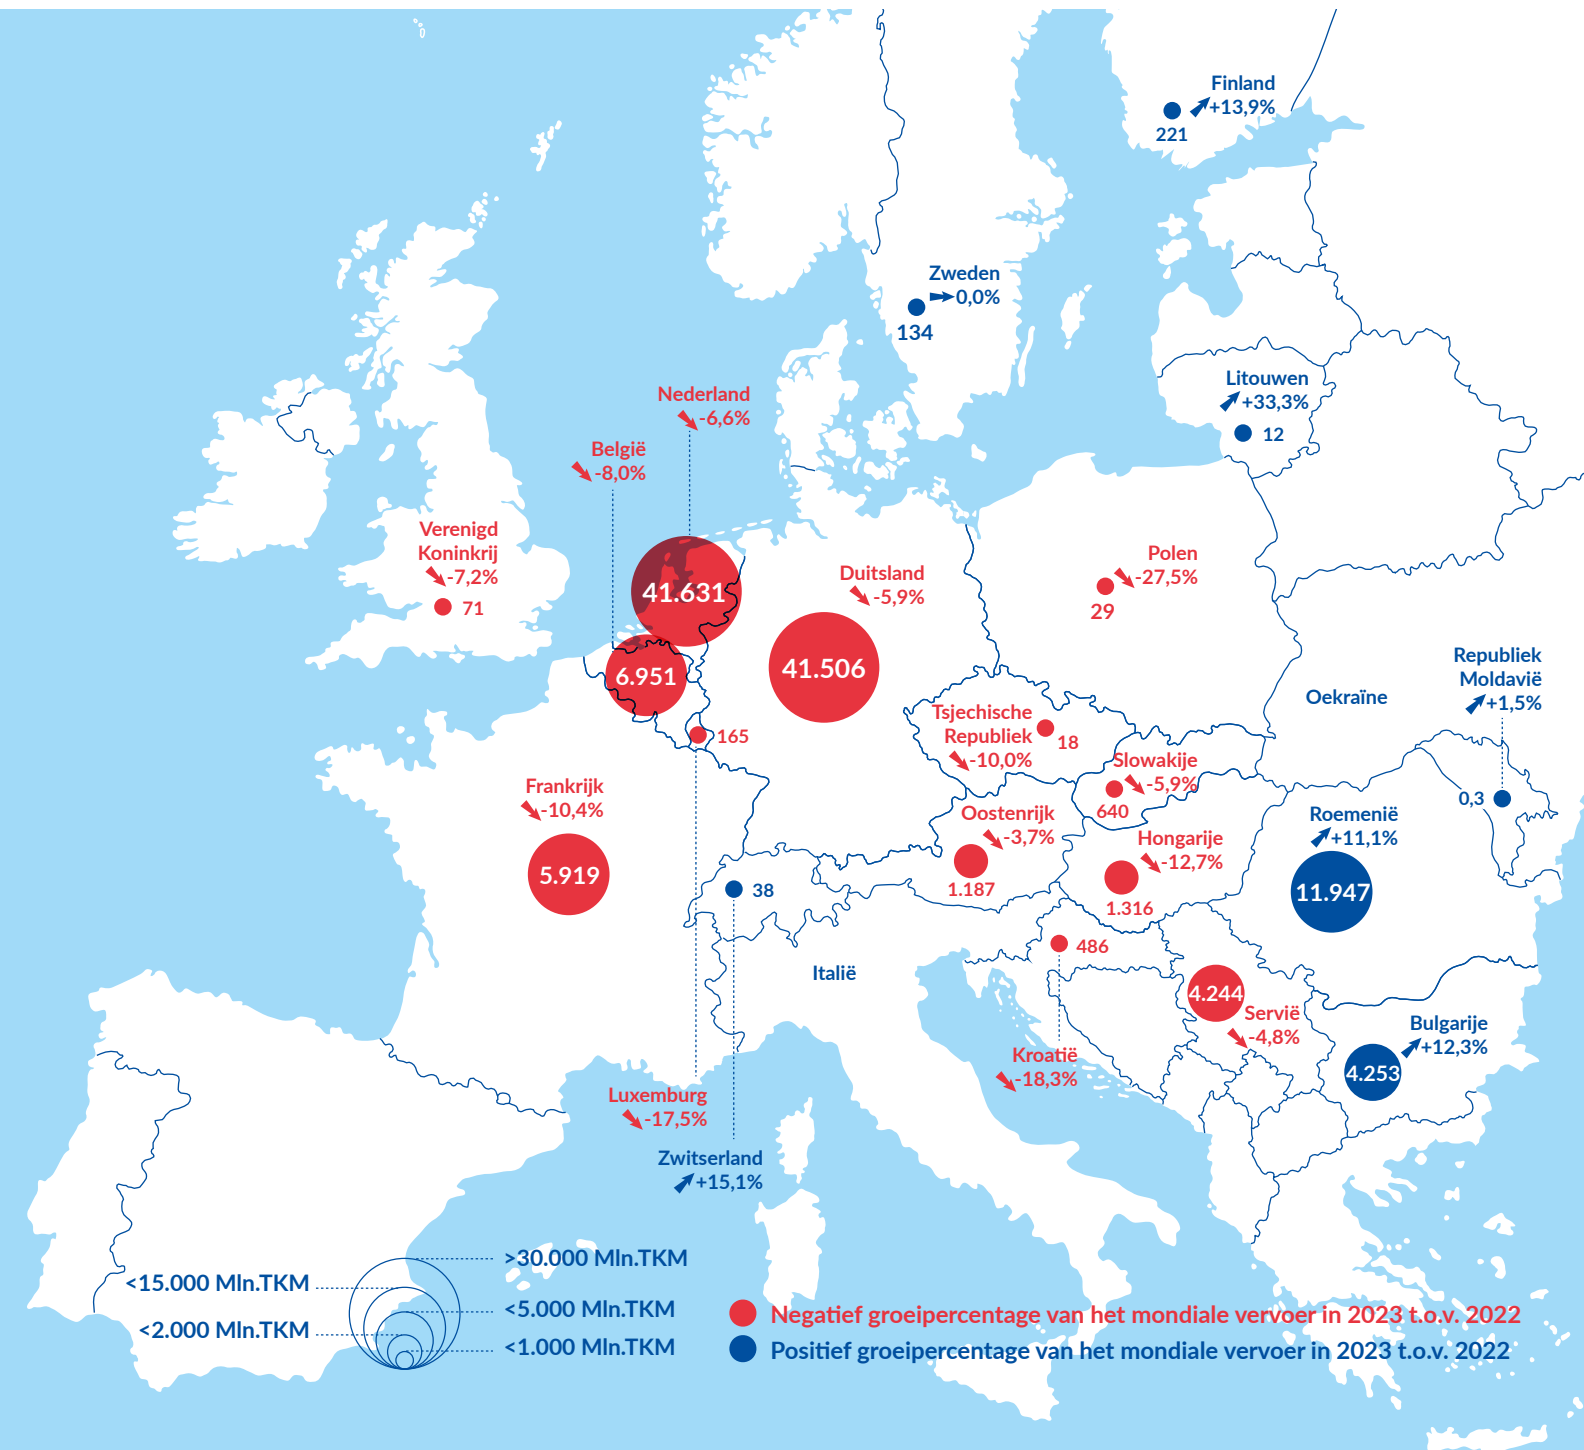 Finland
+13,9%
221
Zweden
0,0%
134
Litouwen
+33,3%
12
Nederland
-6,6%
België
-8,0%
Verenigd
Koninkrij
-7,2%
71
41.631
6.951
Duitsland
-5,9%
41.506
Polen
-27,5%
29
Republiek
Moldavië
+1,5%
0,3
Oekraïne
Tsjechische
Republiek
-10,0%
18
165
Slowakije
-5,9%
640
Frankrijk
-10,4%
5.919
Oostenrijk
-3,7%
1.187
Hongarije
-12,7%
1.316
Roemenië
+11,1%
11.947
38
486
Italië
4.244
Servië
-4,8%
Bulgarije
+12,3%
4.253
Kroatië
-18,3%
Luxemburg
-17,5%
Zwitserland
+15,1%
>30.000 Mln.TKM
<15.000 Mln.TKM
<5.000 Mln.TKM
<2.000 Mln.TKM
<1.000 Mln.TKM
Negatief groeipercentage van het mondiale vervoer in 2023 t.o.v. 2022
Positief groeipercentage van het mondiale vervoer in 2023 t.o.v. 2022